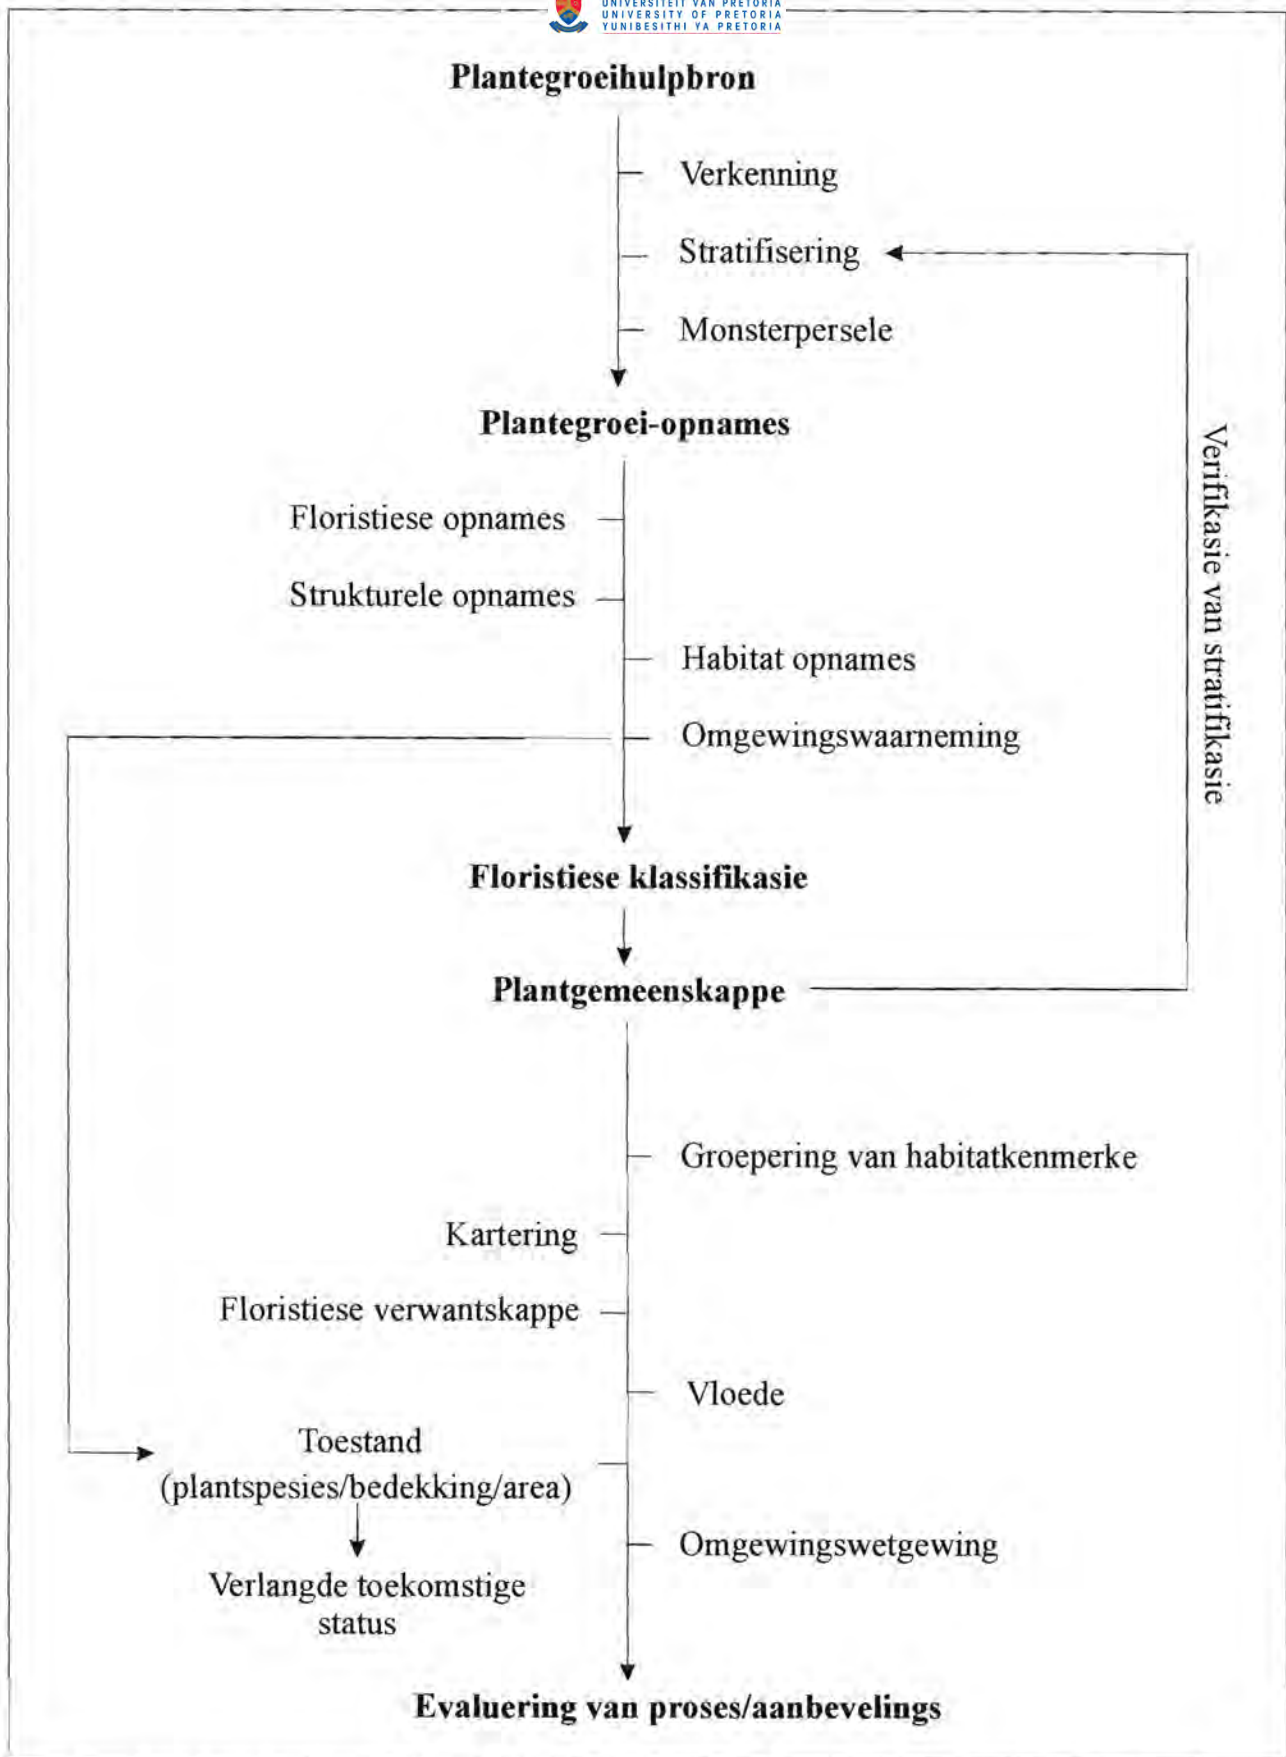 UNIVERSITEIT VAN PRETORIA
UNIVERSITY OF PRETORIA
YUNIBESITHI YA PRETORIA
Plantegroeihulpbron
Verkenning
Stratifisering
Monsterpersele
Plantegroei-opnames
Verifikasie van stratifikasie
Floristiese opnames
Strukturele opnames
Habitat opnames
Omgewingswaarneming
Floristiese klassifikasie
Plantgemeenskappe
Groepering van habitatkenmerke
Kartering
Floristiese verwantskappe
Vloede
Toestand
(plantspesies/bedekking/area)
Omgewingswetgewing
Verlangde toekomstige
status
Evaluering van proses/aanbevelings